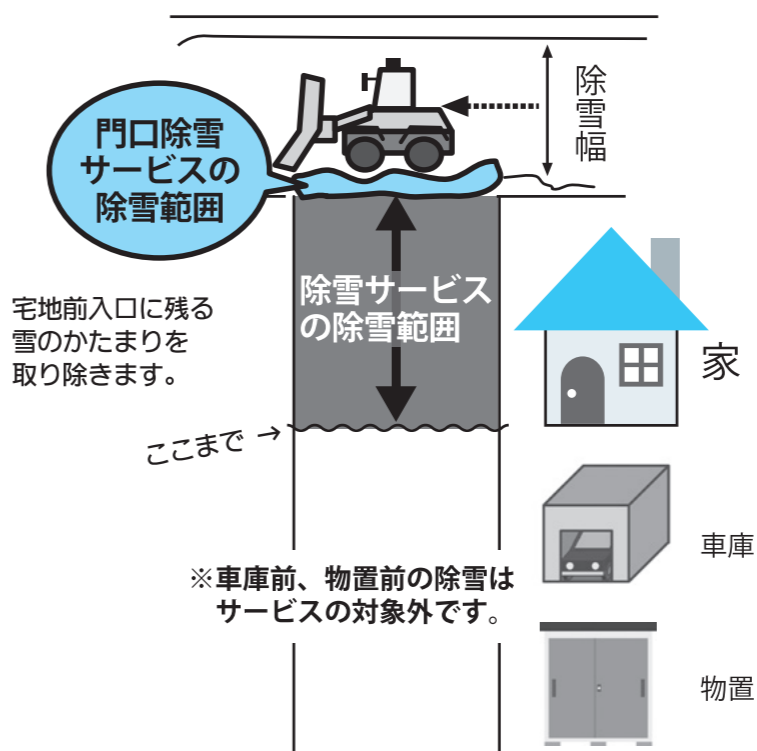 除雪幅
門口除雪
サービスの
除雪範囲
宅地前入口に残る
雪のかたまりを
取り除きます。
除雪サービス
の除雪範囲
家
ここまで →
車庫
※車庫前、物置前の除雪は
サービスの対象外です。
物置